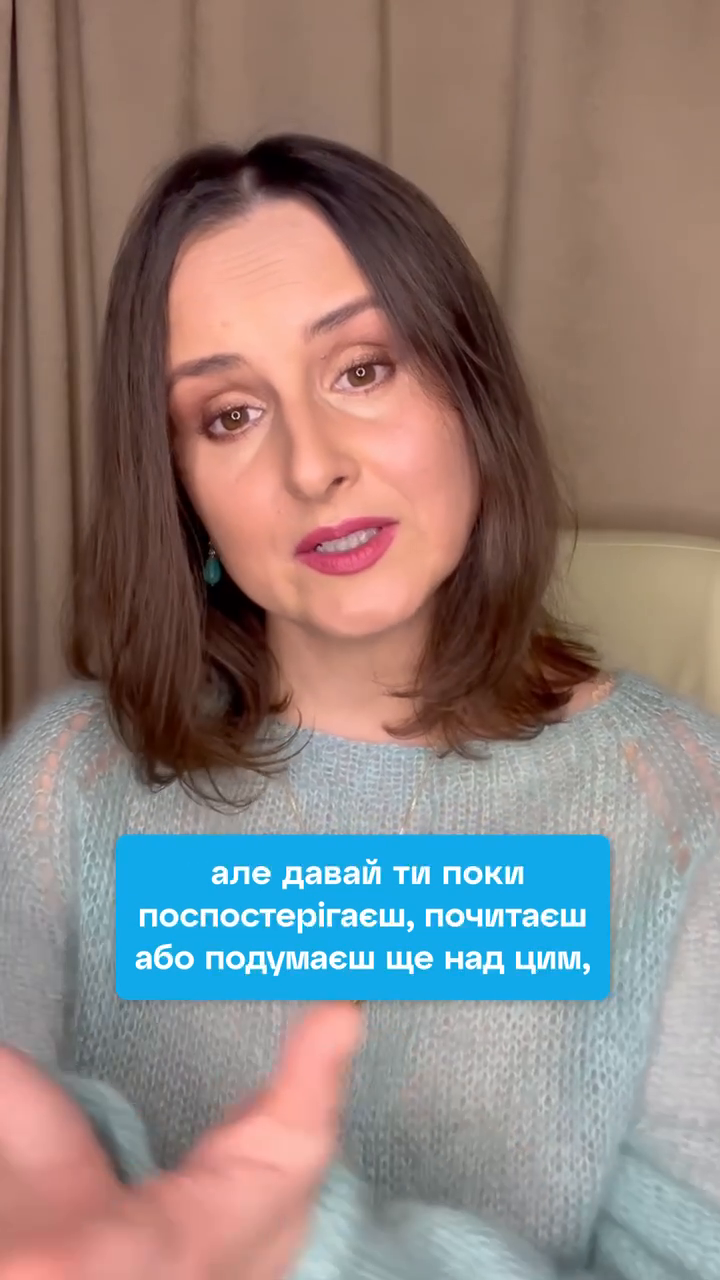 але давай ти поки
поспостерігаєш, почитаєш
або подумаєш ще над цим,